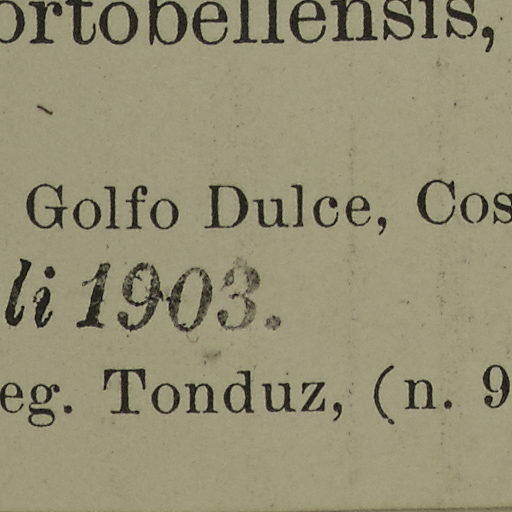 ortobellensis,
Golfo Dulce, Cos
li 1903.
eg. Tonduz, (n. 9